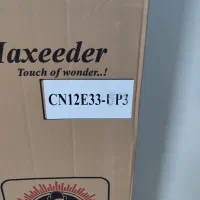 Maxeeder
Touch of wonder..!
CN12E33-UP3